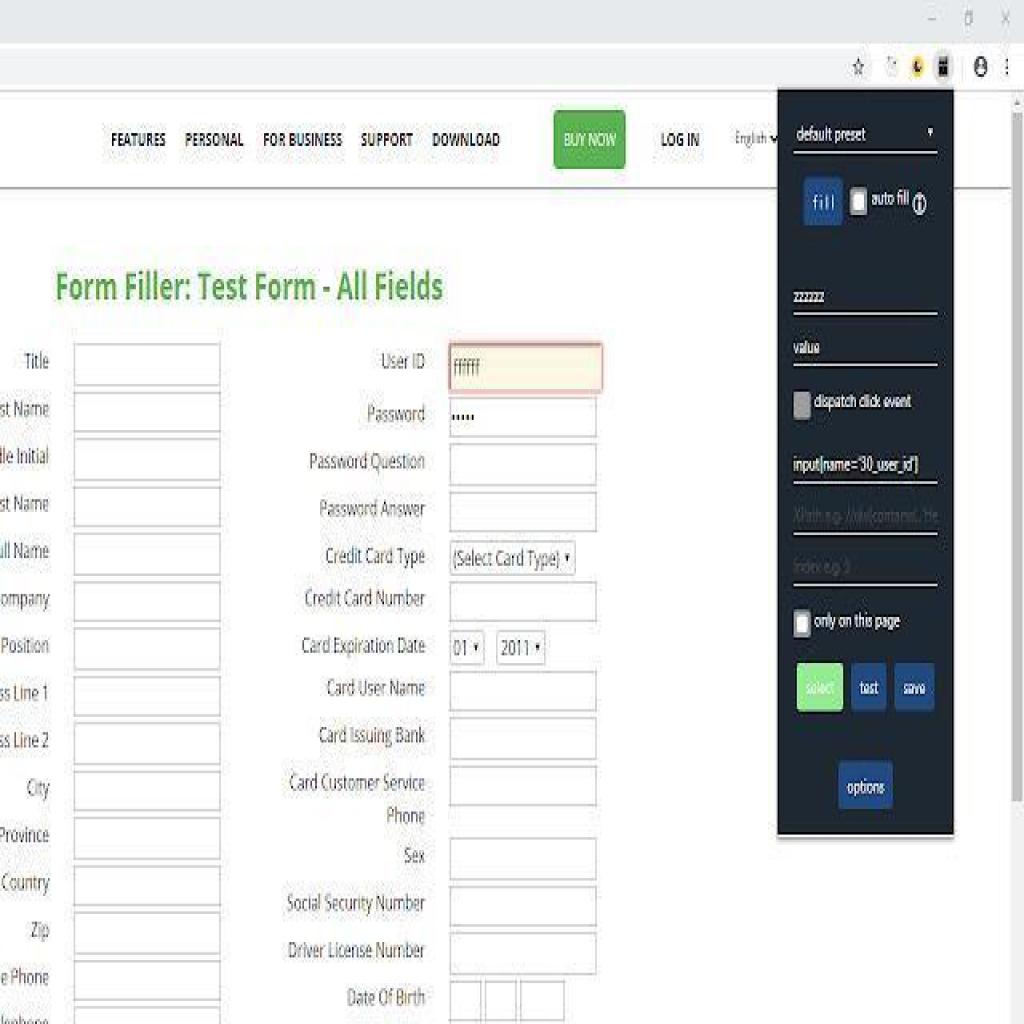 FEATURES PERSONAL FOR BUSINESS SUPPORT DOWNLOAD BUY NOW LOG IN English
Form Filler: Test Form - All Fields
Title
st Name
lle Initial
st Name
ull Name
ompany
Position
ss Line 1
ss Line 2
City
Province
Country
Zip
e Phone
User ID ffffff
Password •••••
Password Question
Password Answer
Credit Card Type (Select Card Type)
Credit Card Number
Card Expiration Date 01 2011
Card User Name
Card Issuing Bank
Card Customer Service
Phone
Sex
Social Security Number
Driver License Number
Date Of Birth
default preset
fill auto fill
zzzzzz
value
dispatch click event
input[name='30_user_id']
index e.g. 3
only on this page
select test save
options